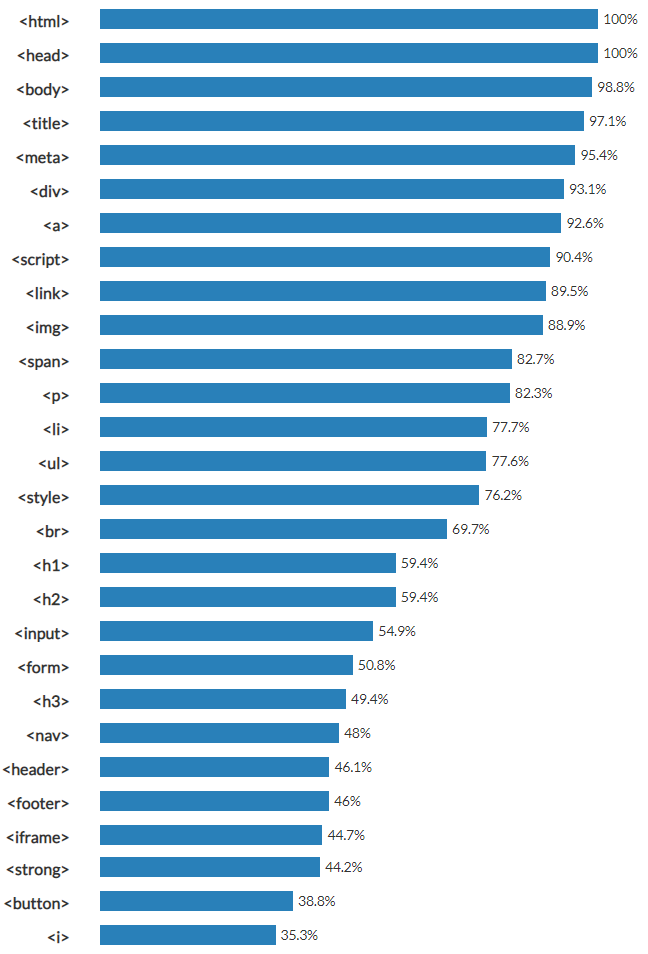 <html> 100%
<head> 100%
<body> 98.8%
<title> 97.1%
<meta> 95.4%
<div> 93.1%
<a> 92.6%
<script> 90.4%
<link> 89.5%
<img> 88.9%
<span> 82.7%
<p> 82.3%
<li> 77.7%
<ul> 77.6%
<style> 76.2%
<br> 69.7%
<h1> 59.4%
<h2> 59.4%
<input> 54.9%
<form> 50.8%
<h3> 49.4%
<nav> 48%
<header> 46.1%
<footer> 46%
<iframe> 44.7%
<strong> 44.2%
<button> 38.8%
<i> 35.3%